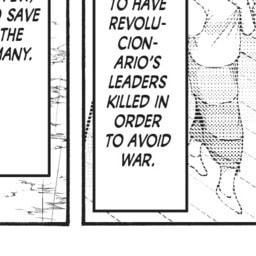 TO HAVE
REVOLU-
CION-
ARIO'S
LEADERS
KILLED IN
ORDER
TO AVOID
WAR.
SAVE
THE
MANY.